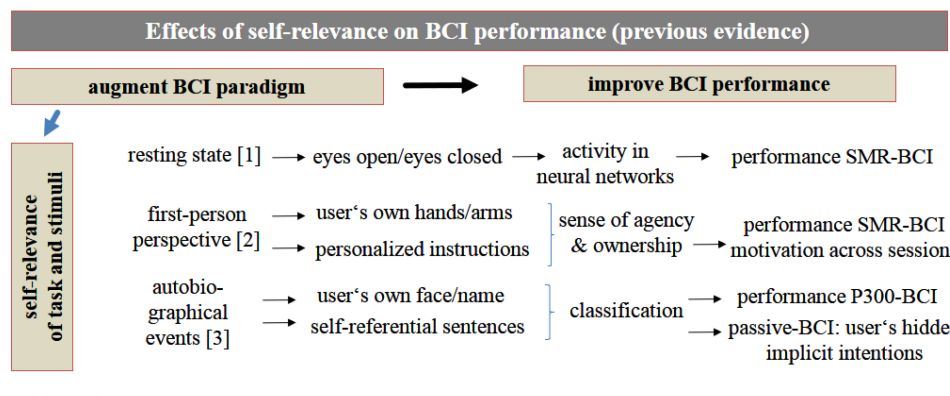 Effects of self-relevance on BCI performance (previous evidence)
augment BCI paradigm
improve BCI performance
self-relevance
of task and stimuli
resting state [1]
eyes open/eyes closed
activity in
neural networks
performance SMR-BCI
first-person
perspective [2]
user‘s own hands/arms
personalized instructions
sense of agency
& ownership
performance SMR-BCI
motivation across session
autobio-
graphical
events [3]
user‘s own face/name
self-referential sentences
classification
performance P300-BCI
passive-BCI: user‘s hidde
implicit intentions